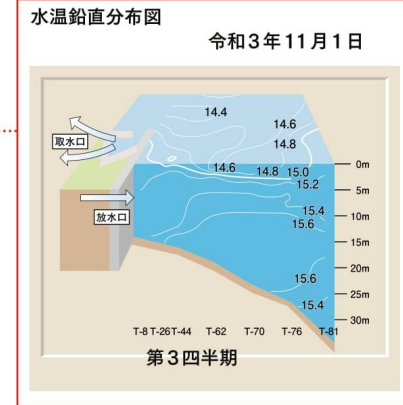 水温鉛直分布図
令和3年11月1日
14.4
14.6
14.8
取水口
14.6 14.8 15.0
15.2
放水口
15.4
15.6
15.6
15.4
0m
5m
10m
15m
20m
25m
30m
T-8 T-26 T-44 T-62 T-70 T-76 T-81
第3四半期